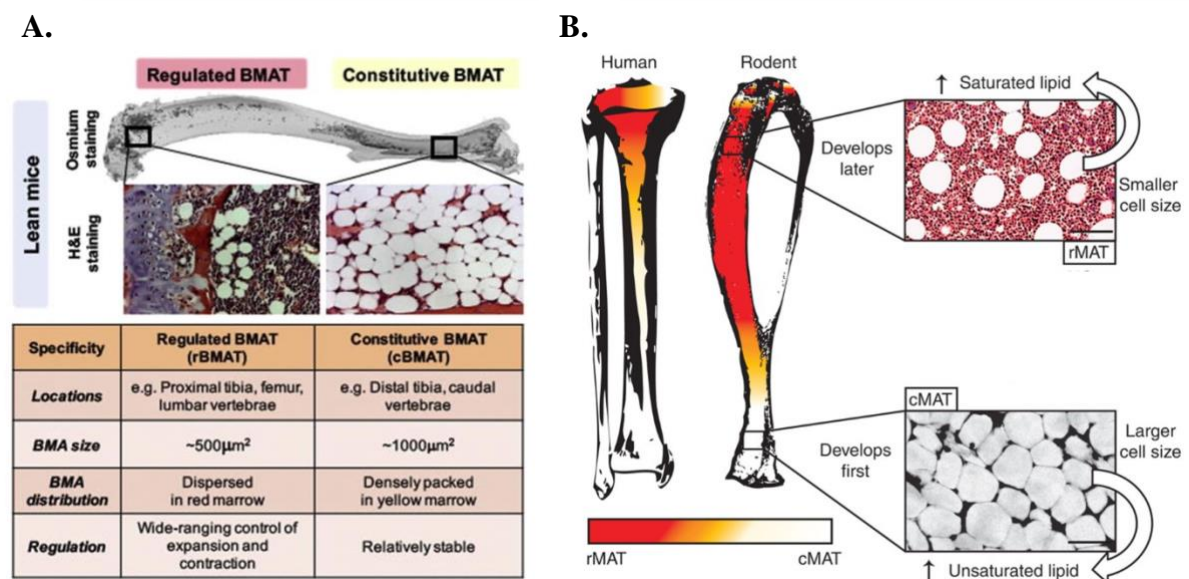 A.
Regulated BMAT
Constitutive BMAT
Lean mice
Osmium
staining
H&E
staining
Specificity
Regulated BMAT
(rBMAT)
Constitutive BMAT
(cBMAT)
Locations
e.g. Proximal tibia, femur,
lumbar vertebrae
e.g. Distal tibia, caudal
vertebrae
BMA size
~500µm²
~1000µm²
BMA
distribution
Dispersed
in red marrow
Densely packed
in yellow marrow
Regulation
Wide-ranging control of
expansion and
contraction
Relatively stable
B.
Human
Rodent
↑ Saturated lipid
Develops
later
Smaller
cell size
rMAT
cMAT
Develops
first
Larger
cell size
↑ Unsaturated lipid
rMAT
cMAT